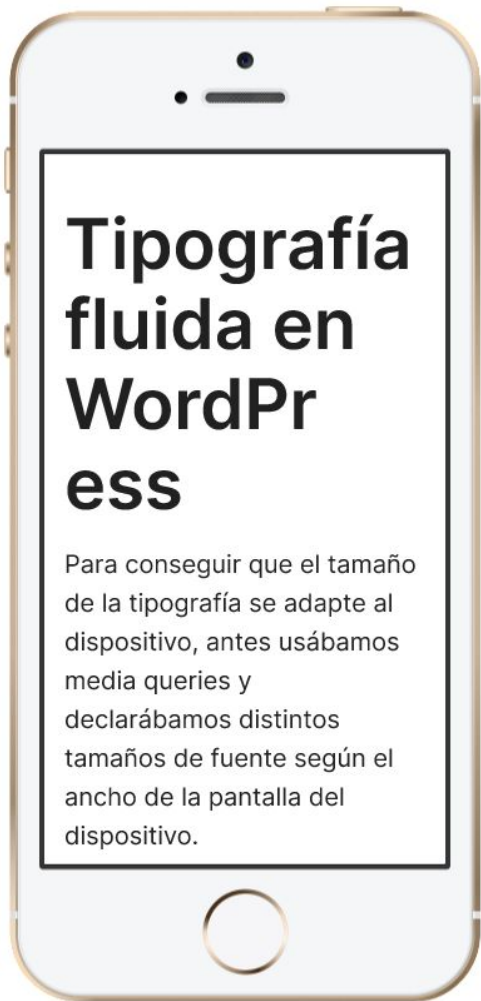 Tipografía
fluida en
WordPr
ess
Para conseguir que el tamaño
de la tipografía se adapte al
dispositivo, antes usábamos
media queries y
declarábamos distintos
tamaños de fuente según el
ancho de la pantalla del
dispositivo.